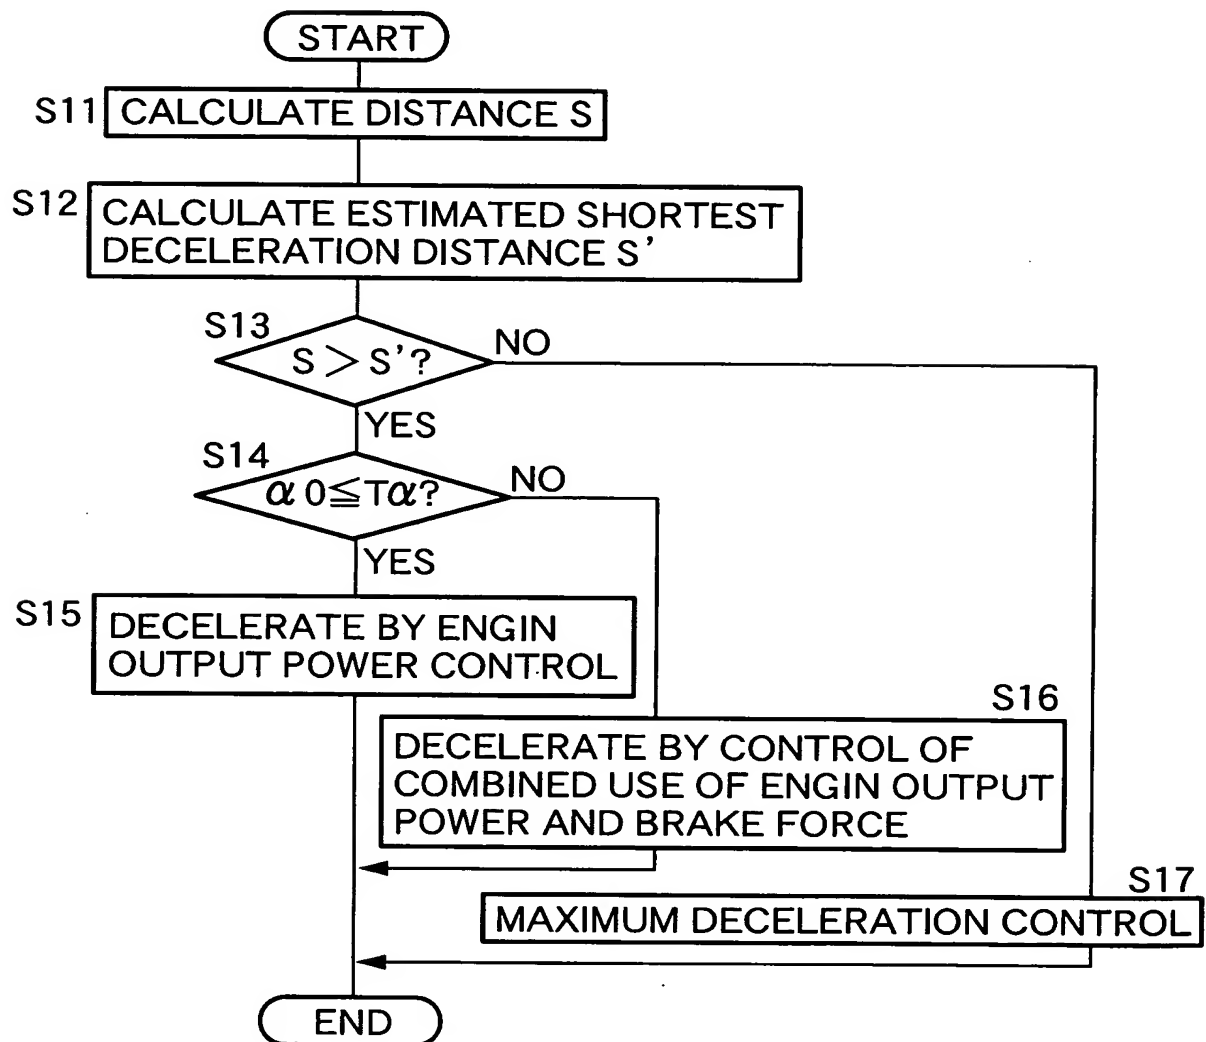 START
S11
CALCULATE DISTANCE S
S12
CALCULATE ESTIMATED SHORTEST
DECELERATION DISTANCE S'
S13
S > S'?
NO
YES
S14
α0≦Tα?
NO
YES
S15
DECELERATE BY ENGIN
OUTPUT POWER CONTROL
S16
DECELERATE BY CONTROL OF
COMBINED USE OF ENGIN OUTPUT
POWER AND BRAKE FORCE
S17
MAXIMUM DECELERATION CONTROL
END